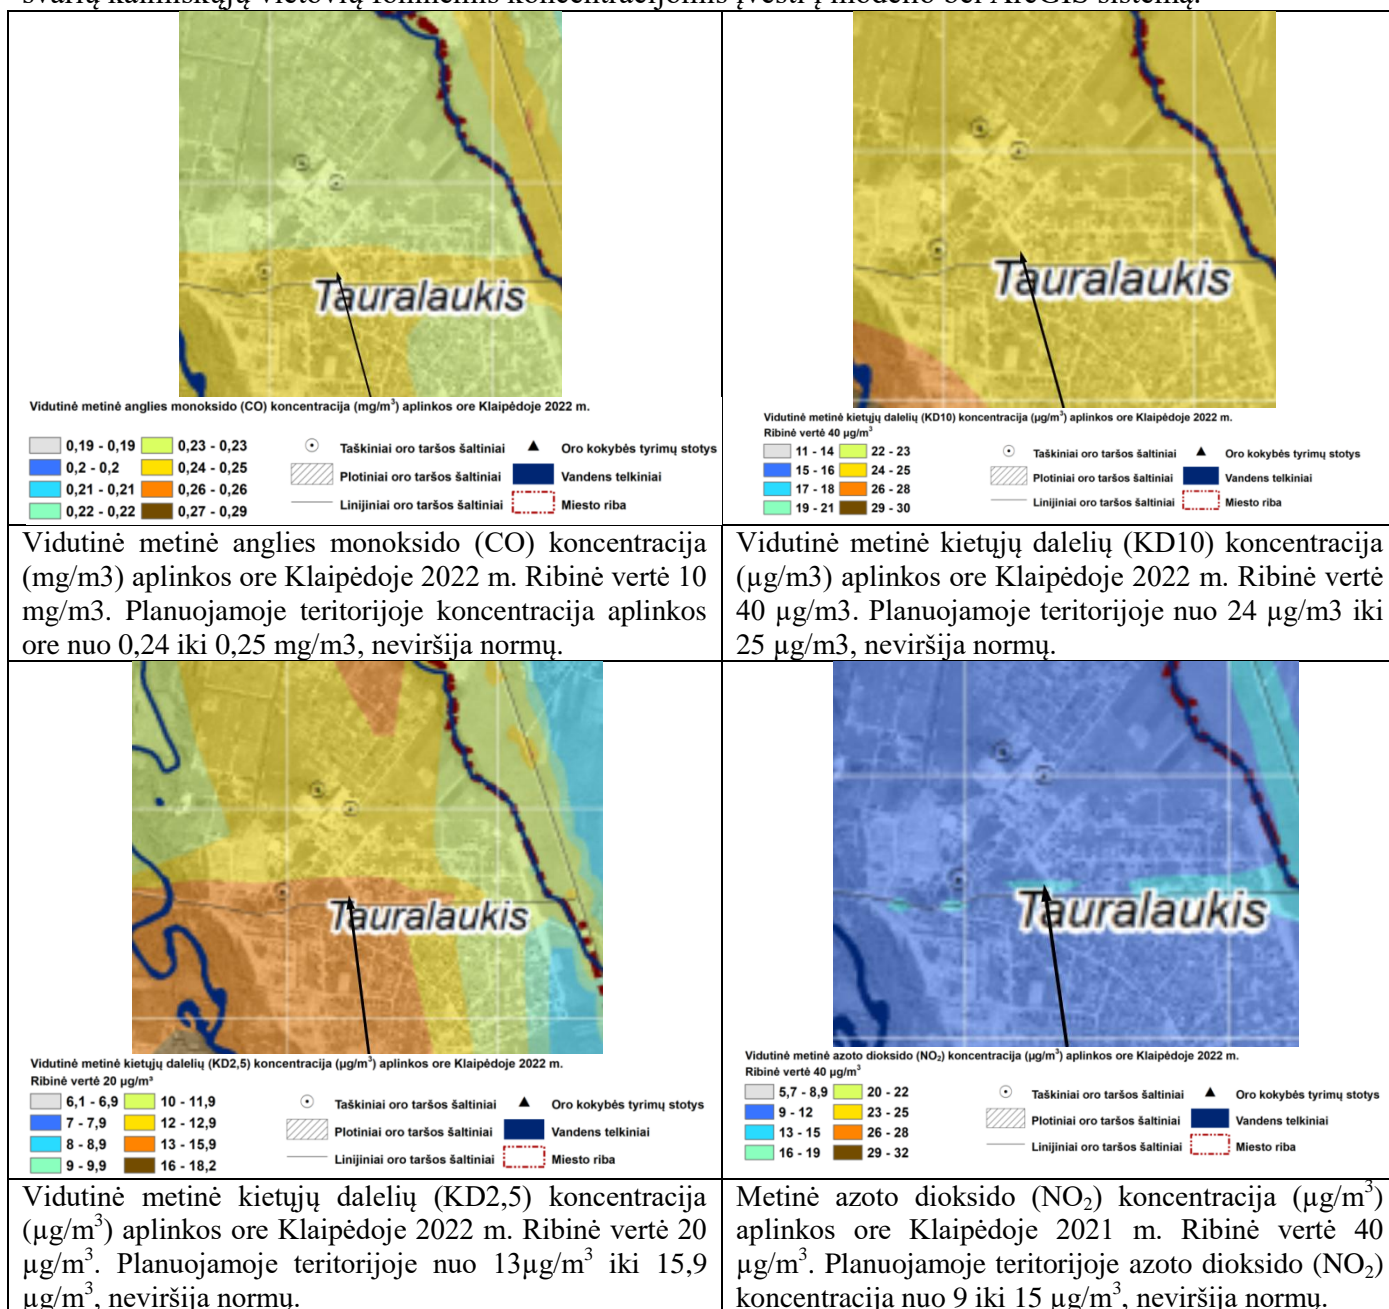 svarių kaimiškųjų vietovių foninėmis koncentracijomis įvesti į modelio bei ArcGIS sistemą.
Tauralaukis
Vidutinė metinė anglies monoksido (CO) koncentracija (mg/m³) aplinkos ore Klaipėdoje 2022 m.
0,19 - 0,19 0,23 - 0,23 Taškiniai oro taršos šaltiniai Oro kokybės tyrimų stotys
0,2 - 0,2 0,24 - 0,25 Plotiniai oro taršos šaltiniai Vandens telkiniai
0,21 - 0,21 0,26 - 0,26 Linijiniai oro taršos šaltiniai Miesto riba
0,22 - 0,22 0,27 - 0,29
Vidutinė metinė anglies monoksido (CO) koncentracija
(mg/m3) aplinkos ore Klaipėdoje 2022 m. Ribinė vertė 10
mg/m3. Planuojamoje teritorijoje koncentracija aplinkos
ore nuo 0,24 iki 0,25 mg/m3, neviršija normų.
Tauralaukis
Vidutinė metinė kietųjų dalelių (KD10) koncentracija (µg/m³) aplinkos ore Klaipėdoje 2022 m.
Ribinė vertė 40 µg/m³
11 - 14 22 - 23 Taškiniai oro taršos šaltiniai Oro kokybės tyrimų stotys
15 - 16 24 - 25 Plotiniai oro taršos šaltiniai Vandens telkiniai
17 - 18 26 - 28 Linijiniai oro taršos šaltiniai Miesto riba
19 - 21 29 - 30
Vidutinė metinė kietųjų dalelių (KD10) koncentracija
(µg/m3) aplinkos ore Klaipėdoje 2022 m. Ribinė vertė
40 µg/m3. Planuojamoje teritorijoje nuo 24 µg/m3 iki
25 µg/m3, neviršija normų.
Tauralaukis
Vidutinė metinė kietųjų dalelių (KD2,5) koncentracija (µg/m³) aplinkos ore Klaipėdoje 2022 m.
Ribinė vertė 20 µg/m³
6,1 - 6,9 10 - 11,9 Taškiniai oro taršos šaltiniai Oro kokybės tyrimų stotys
7 - 7,9 12 - 12,9 Plotiniai oro taršos šaltiniai Vandens telkiniai
8 - 8,9 13 - 15,9 Linijiniai oro taršos šaltiniai Miesto riba
9 - 9,9 16 - 18,2
Vidutinė metinė kietųjų dalelių (KD2,5) koncentracija
(µg/m³) aplinkos ore Klaipėdoje 2022 m. Ribinė vertė 20
µg/m³. Planuojamoje teritorijoje nuo 13µg/m³ iki 15,9
µg/m³, neviršija normų.
Tauralaukis
Vidutinė metinė azoto dioksido (NO₂) koncentracija (µg/m³) aplinkos ore Klaipėdoje 2022 m.
Ribinė vertė 40 µg/m³
5,7 - 8,9 20 - 22 Taškiniai oro taršos šaltiniai Oro kokybės tyrimų stotys
9 - 12 23 - 25 Plotiniai oro taršos šaltiniai Vandens telkiniai
13 - 15 26 - 28 Linijiniai oro taršos šaltiniai Miesto riba
16 - 19 29 - 32
Metinė azoto dioksido (NO₂) koncentracija (µg/m³)
aplinkos ore Klaipėdoje 2021 m. Ribinė vertė 40
µg/m³. Planuojamoje teritorijoje azoto dioksido (NO₂)
koncentracija nuo 9 iki 15 µg/m³, neviršija normų.